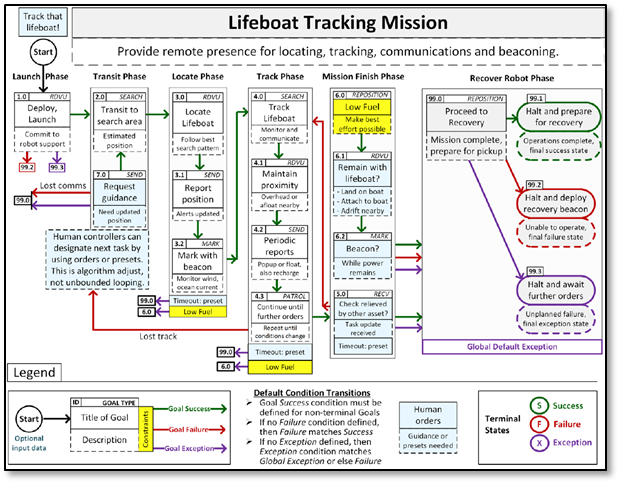 Track that
lifeboat!
Lifeboat Tracking Mission
Provide remote presence for locating, tracking, communications and beaconing.
Start
Launch Phase
Transit Phase
Locate Phase
Track Phase
Mission Finish Phase
Recover Robot Phase
1.0 RDVU
Deploy,
Launch
Commit to
robot support
99.2
99.3
2.0 SEARCH
Transit to
search area
Estimated
position
7.0 SEND
Request
guidance
Need updated
position
Lost comms
99.0
Human controllers can
designate next task by
using orders or presets.
This is algorithm adjust,
not unbounded looping.
3.0 RDVU
Locate
Lifeboat
Follow best
search pattern
3.1 SEND
Report
position
Alerts updated
3.2 MARK
Mark with
beacon
Monitor wind,
ocean current
99.0
Timeout: preset
6.0
Low Fuel
Lost track
4.0 SEARCH
Track
Lifeboat
Monitor and
communicate
4.1 RDVU
Maintain
proximity
Overhead or
afloat nearby
4.2 SEND
Periodic
reports
Popup or float,
also recharge
4.3 PATROL
Continue until
further orders
Repeat until
conditions change
99.0
Timeout: preset
6.0
Low Fuel
6.0 REPOSITION
Low Fuel
Make best
effort possible
6.1 RDVU
Remain with
lifeboat?
- Land on boat
- Attach to boat
- Adrift nearby
6.2 MARK
Beacon?
While power
remains
5.0 RECV
Check relieved
by other asset?
Task update
received
Timeout: preset
99.0 REPOSITION
Proceed to
Recovery
Mission complete,
prepare for pickup
99.1
Halt and prepare
for recovery
Operations complete,
final success state
99.2
Halt and deploy
recovery beacon
Unable to operate,
final failure state
99.3
Halt and await
further orders
Unplanned failure,
final exception state
Global Default Exception
Legend
Start
Optional
input data
ID GOAL TYPE
Title of Goal
Description
Constraints
Goal Success
Goal Failure
Goal Exception
Default Condition Transitions
➢ Goal Success condition must be
defined for non-terminal Goals
➢ If no Failure condition defined,
then Failure matches Success
➢ If no Exception defined, then
Exception condition matches
Global Exception or else Failure
Human
orders
Guidance or
presets needed
Terminal
States
S Success
F Failure
X Exception